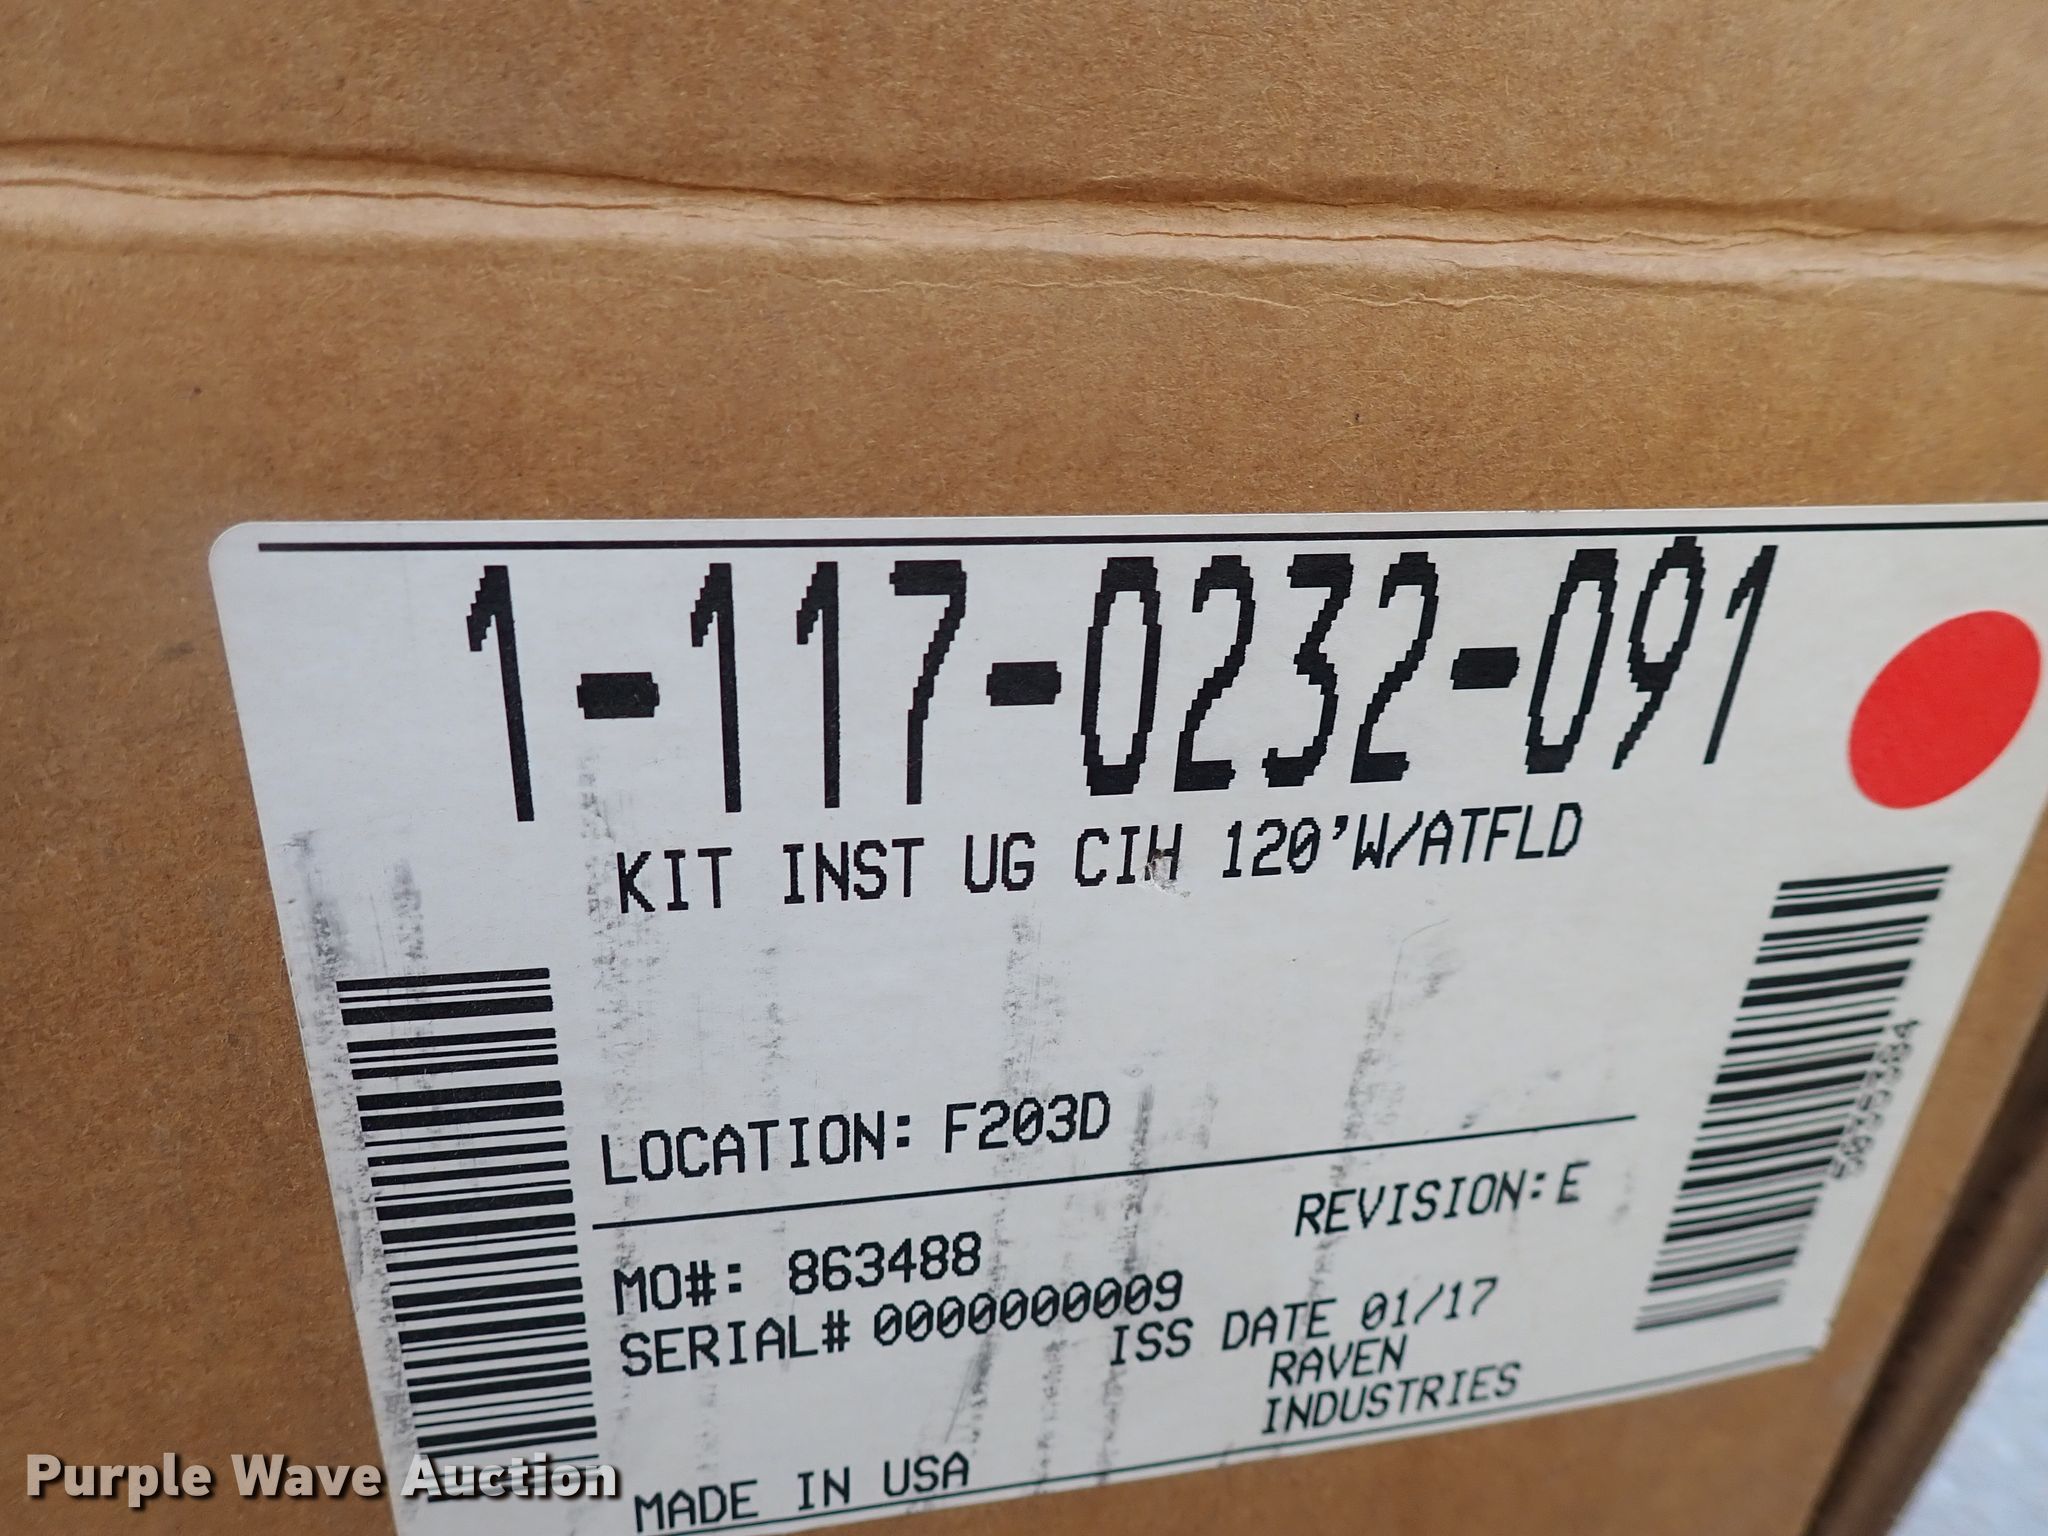 1-117-0232-091
KIT INST UG CIH 120'W/ATFLD
LOCATION: F203D
REVISION:E
MO#: 863488
SERIAL# 0000000009
ISS DATE 01/17
RAVEN
INDUSTRIES
MADE IN USA
Purple Wave Auction